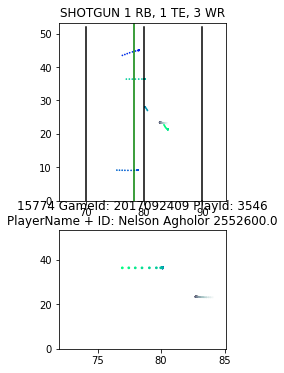 SHOTGUN 1 RB, 1 TE, 3 WR
50
40
30
20
10
0
70 80 90
15774 GameId: 2017092409 PlayId: 3546
PlayerName + ID: Nelson Agholor 2552600.0
40
20
0
75 80 85